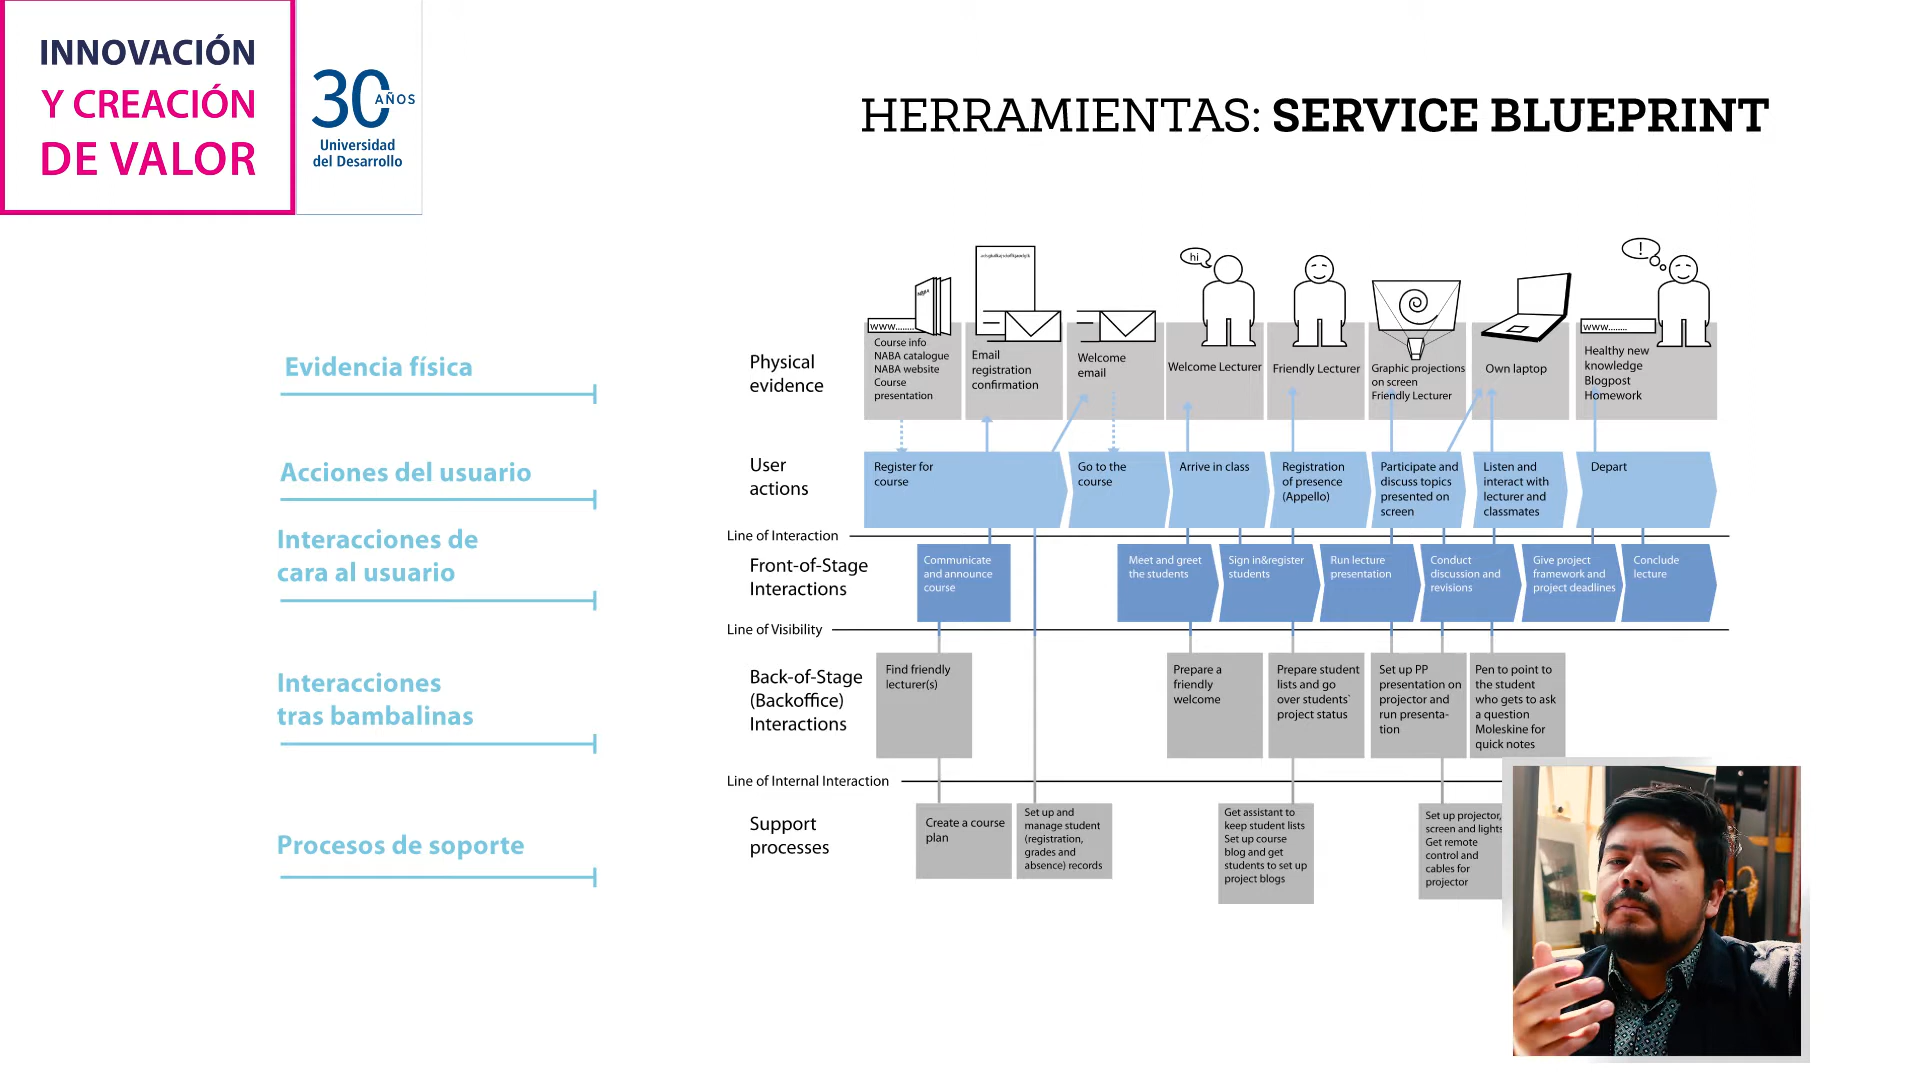 INNOVACIÓN
Y CREACIÓN
DE VALOR
30 AÑOS
Universidad
del Desarrollo
HERRAMIENTAS: SERVICE BLUEPRINT
Evidencia física
Acciones del usuario
Interacciones de
cara al usuario
Interacciones
tras bambalinas
Procesos de soporte
hi
!
NABA
www........
www........
Physical
evidence
Course info
NABA catalogue
NABA website
Course
presentation
Email
registration
confirmation
Welcome
email
Welcome Lecturer
Friendly Lecturer
Graphic projections
on screen
Friendly Lecturer
Own laptop
Healthy new
knowledge
Blogpost
Homework
User
actions
Register for
course
Go to the
course
Arrive in class
Registration
of presence
(Appello)
Participate and
discuss topics
presented on
screen
Listen and
interact with
lecturer and
classmates
Depart
Line of Interaction
Front-of-Stage
Interactions
Communicate
and announce
course
Meet and greet
the students
Sign in&register
students
Run lecture
presentation
Conduct
discussion and
revisions
Give project
framework and
project deadlines
Conclude
lecture
Line of Visibility
Back-of-Stage
(Backoffice)
Interactions
Find friendly
lecturer(s)
Prepare a
friendly
welcome
Prepare student
lists and go
over students`
project status
Set up PP
presentation on
projector and
run presenta-
tion
Pen to point to
the student
who gets to ask
a question
Moleskine for
quick notes
Line of Internal Interaction
Support
processes
Create a course
plan
Set up and
manage student
(registration,
grades and
absence) records
Get assistant to
keep student lists
Set up course
blog and get
students to set up
project blogs
Set up projector,
screen and lights
Get remote
control and
cables for
projector